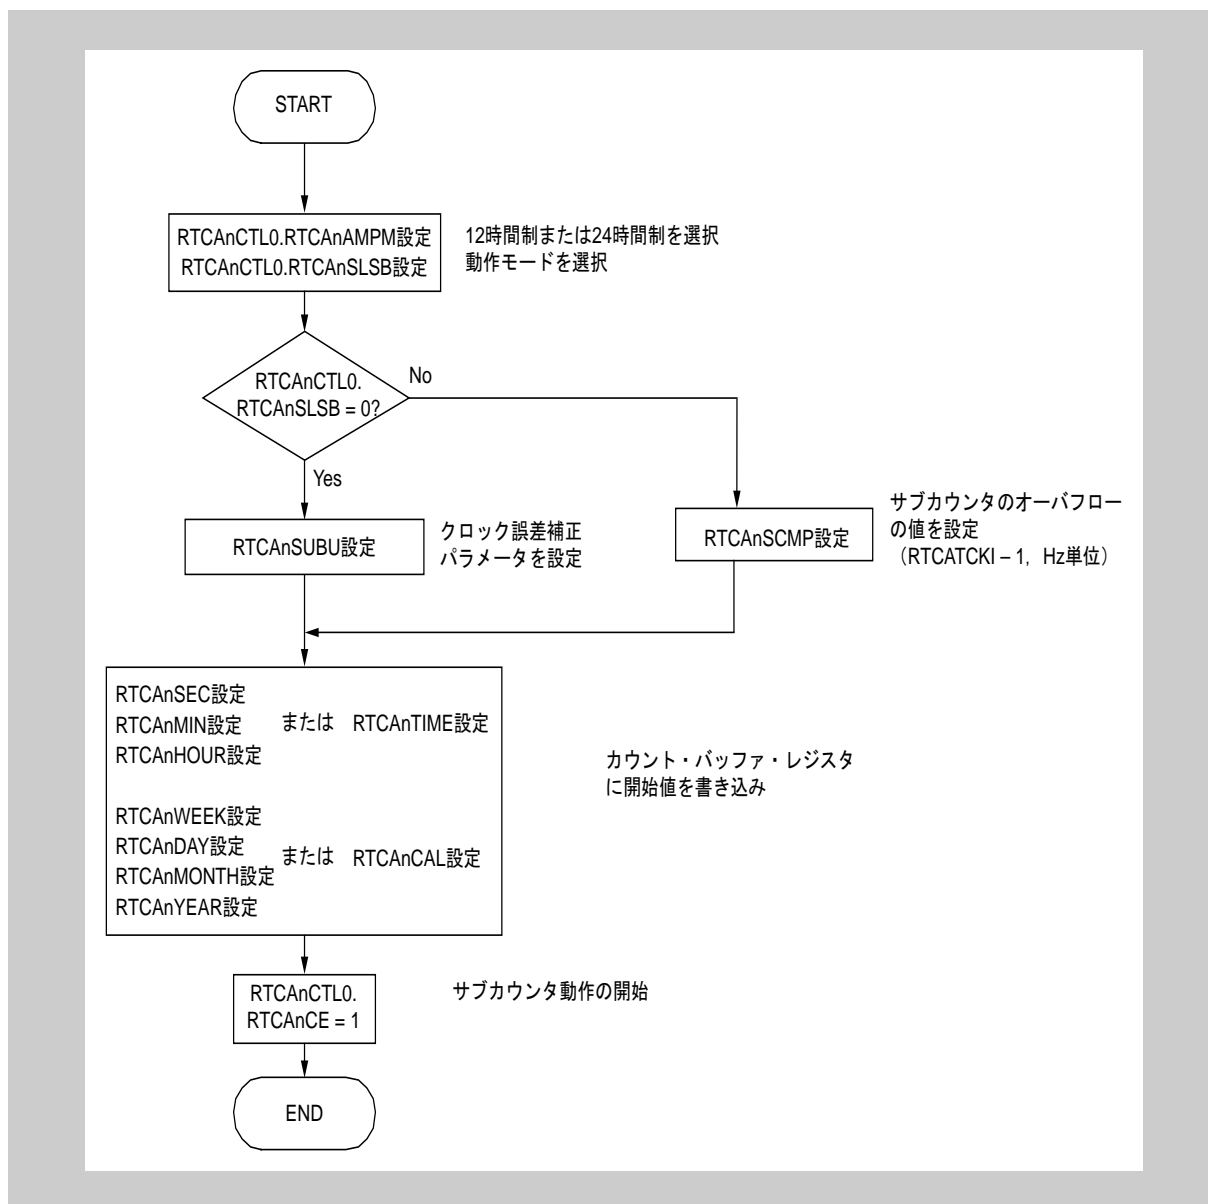 START
RTCAnCTL0.RTCAnAMPM設定
RTCAnCTL0.RTCAnSLSB設定
12時間制または24時間制を選択
動作モードを選択
RTCAnCTL0.
RTCAnSLSB = 0?
No
Yes
RTCAnSUBU設定
クロック誤差補正
パラメータを設定
RTCAnSCMP設定
サブカウンタのオーバフロー
の値を設定
（RTCATCKI – 1, Hz単位）
RTCAnSEC設定
RTCAnMIN設定 または RTCAnTIME設定
RTCAnHOUR設定
カウント・バッファ・レジスタ
に開始値を書き込み
RTCAnWEEK設定
RTCAnDAY設定
または RTCAnCAL設定
RTCAnMONTH設定
RTCAnYEAR設定
RTCAnCTL0.
RTCAnCE = 1
サブカウンタ動作の開始
END